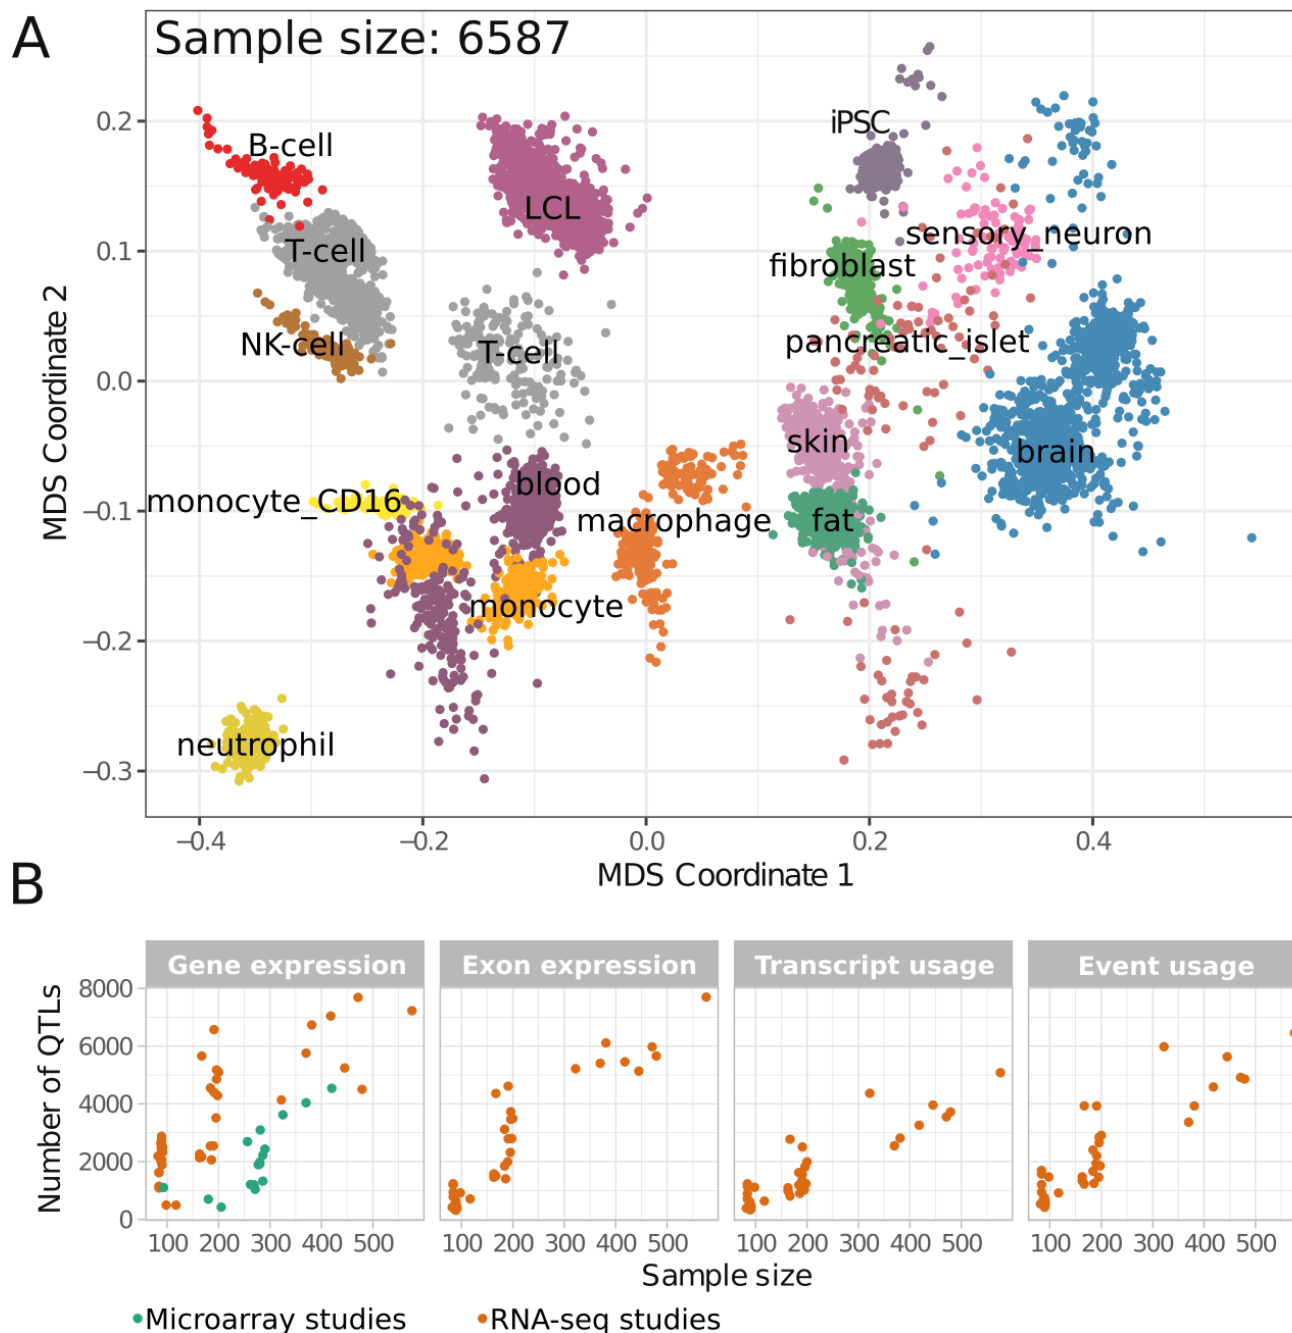 A
Sample size: 6587
MDS Coordinate 2
0.2
0.1
0.0
−0.1
−0.2
−0.3
B-cell
T-cell
NK-cell
LCL
T-cell
iPSC
sensory_neuron
fibroblast
pancreatic_islet
skin
brain
monocyte_CD16
blood
macrophage
fat
monocyte
neutrophil
−0.4
−0.2
0.0
0.2
0.4
MDS Coordinate 1
B
Number of QTLs
Gene expression
Exon expression
Transcript usage
Event usage
8000
6000
4000
2000
0
100 200 300 400 500
100 200 300 400 500
100 200 300 400 500
100 200 300 400 500
Sample size
Microarray studies
RNA-seq studies